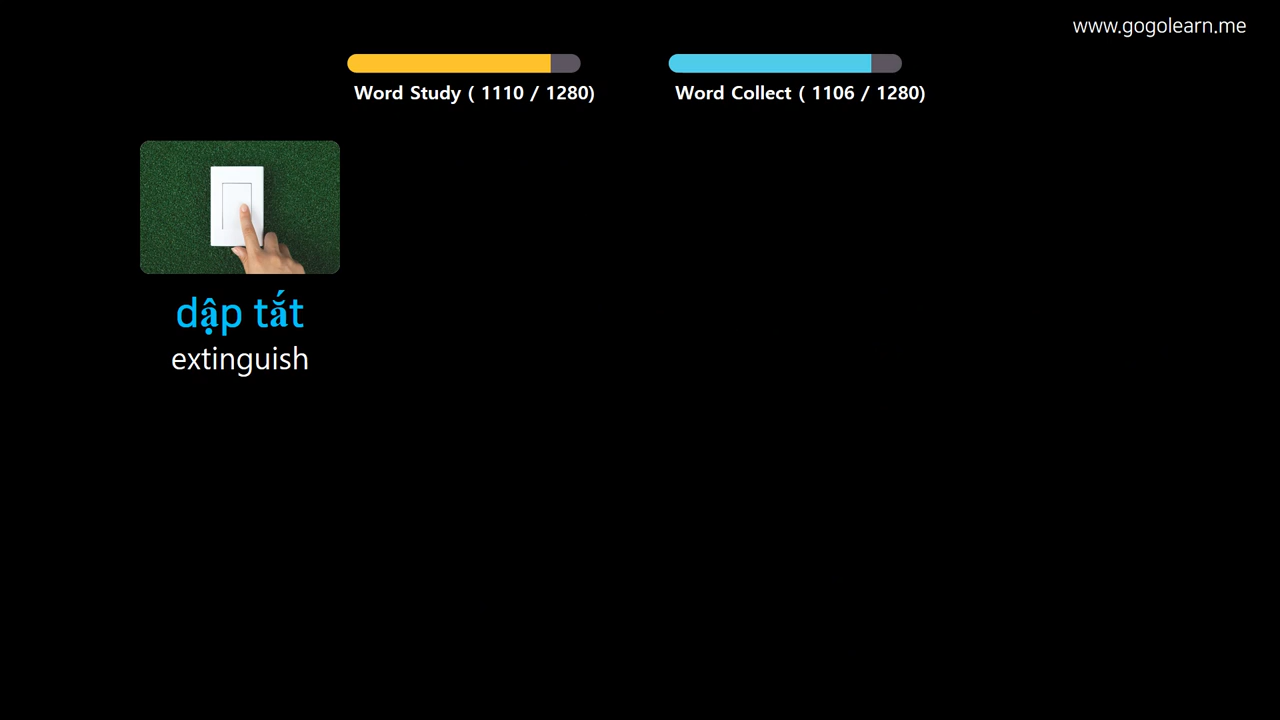 www.gogolearn.me
Word Study ( 1110 / 1280)
Word Collect ( 1106 / 1280)
dập tắt
extinguish